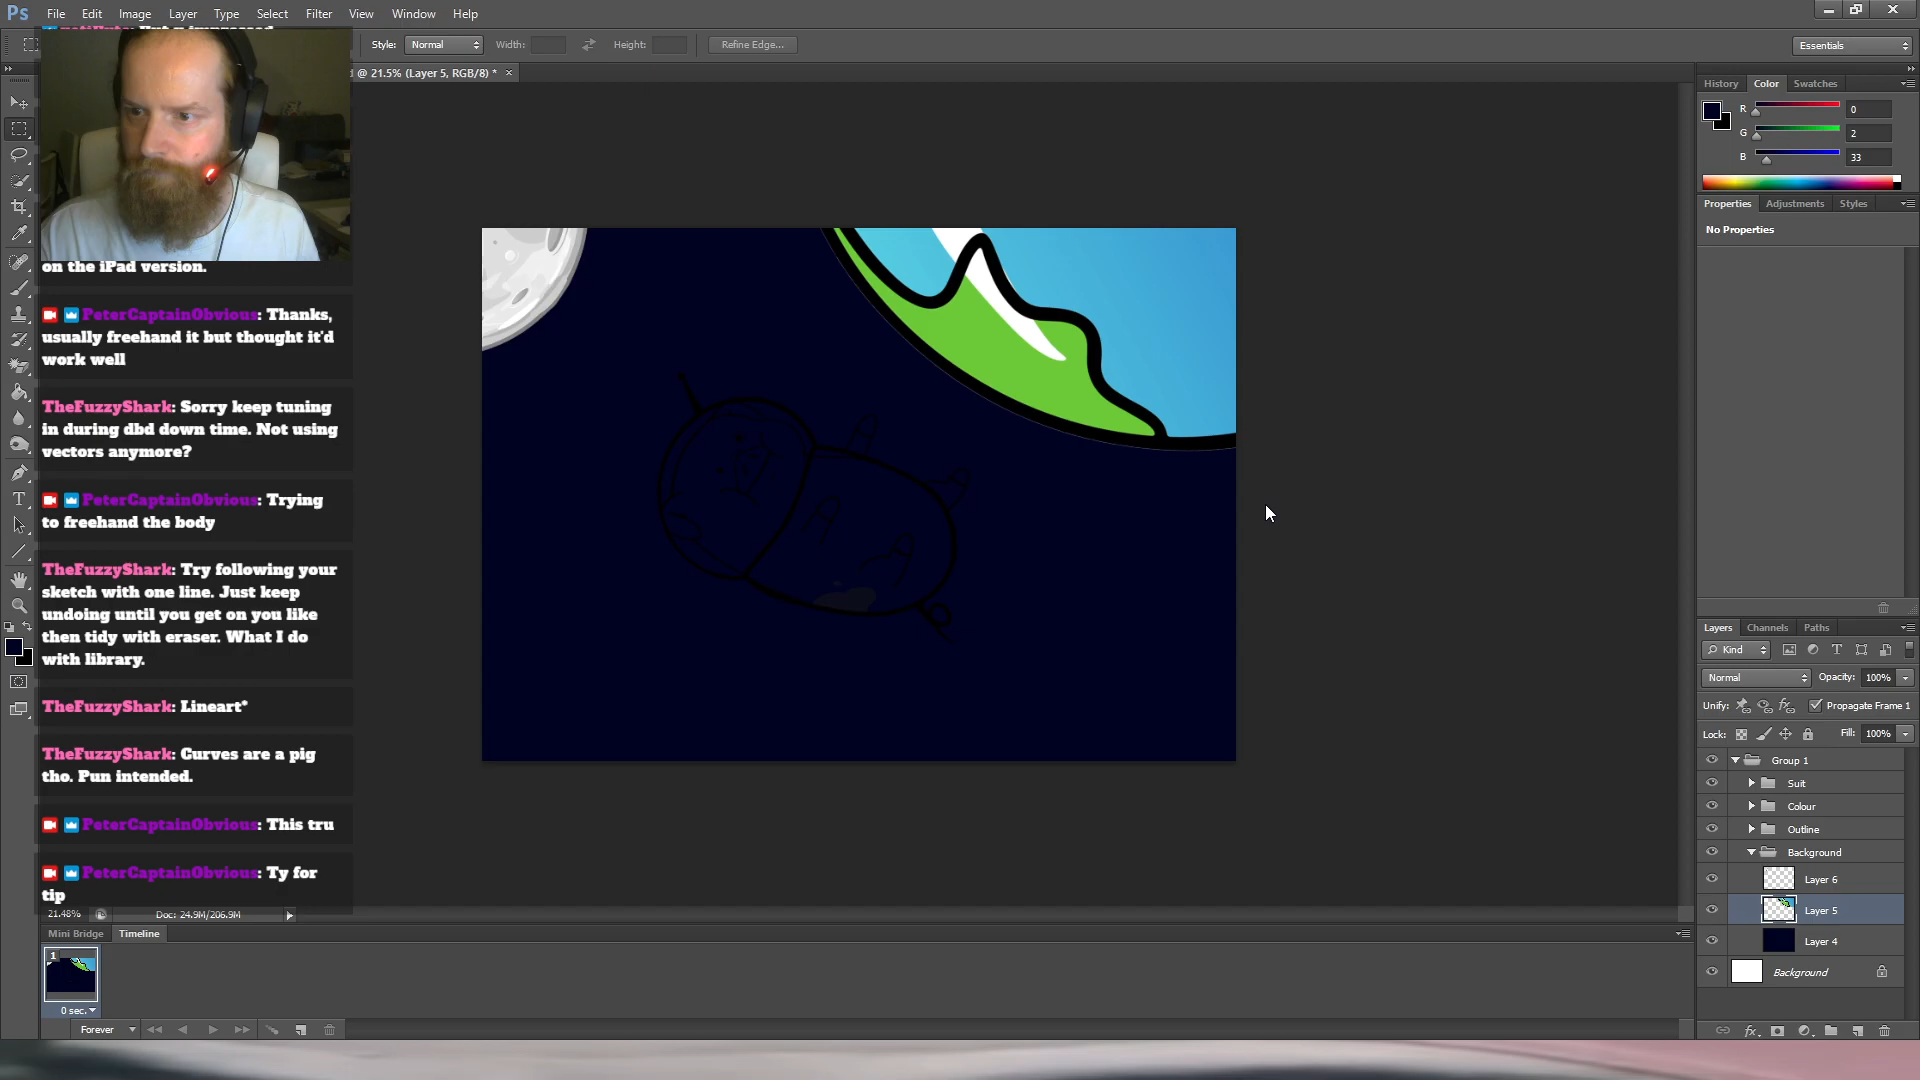 Ps File Edit Image Layer Type Select Filter View Window Help
Style: Normal Width: Height: Refine Edge... Essentials
@ 21.5% (Layer 5, RGB/8) * ×
on the iPad version.
PeterCaptainObvious: Thanks,
usually freehand it but thought it'd
work well
TheFuzzyShark: Sorry keep tuning
in during dbd down time. Not using
vectors anymore?
PeterCaptainObvious: Trying
to freehand the body
TheFuzzyShark: Try following your
sketch with one line. Just keep
undoing until you get on you like
then tidy with eraser. What I do
with library.
TheFuzzyShark: Lineart*
TheFuzzyShark: Curves are a pig
tho. Pun intended.
PeterCaptainObvious: This tru
PeterCaptainObvious: Ty for
tip
21.48% Doc: 24.9M/206.9M
Mini Bridge Timeline
1
0 sec.
Forever
History Color Swatches
R 0
G 2
B 33
Properties Adjustments Styles
No Properties
Layers Channels Paths
Kind
Normal Opacity: 100%
Unify: Propagate Frame 1
Lock: Fill: 100%
Group 1
Suit
Colour
Outline
Background
Layer 6
Layer 5
Layer 4
Background